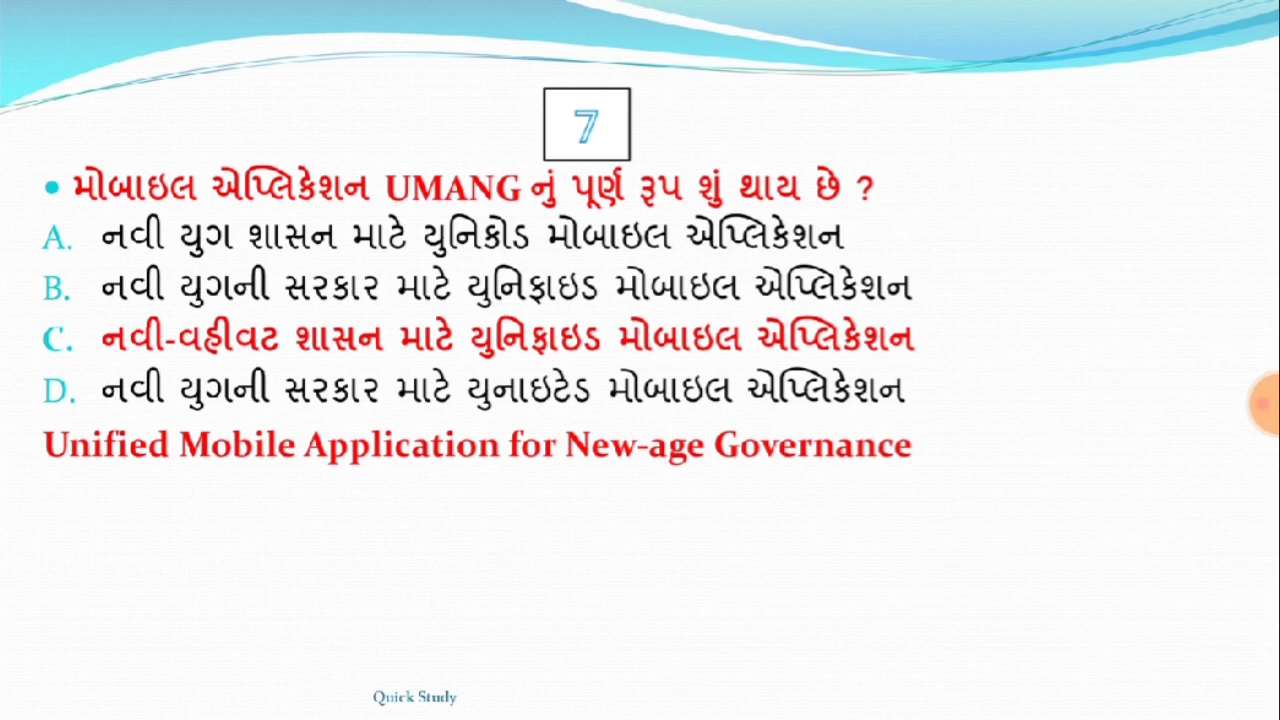 7
• મોબાઇલ એપ્લિકેશન UMANG નું પૂર્ણ રૂપ શું થાય છે ?
A. નવી યુગ શાસન માટે યુનિકોડ મોબાઇલ એપ્લિકેશન
B. નવી યુગની સરકાર માટે યુનિફાઇડ મોબાઇલ એપ્લિકેશન
C. નવી-વહીવટ શાસન માટે યુનિફાઇડ મોબાઇલ એપ્લિકેશન
D. નવી યુગની સરકાર માટે યુનાઇટેડ મોબાઇલ એપ્લિકેશન
Unified Mobile Application for New-age Governance
Quick Study